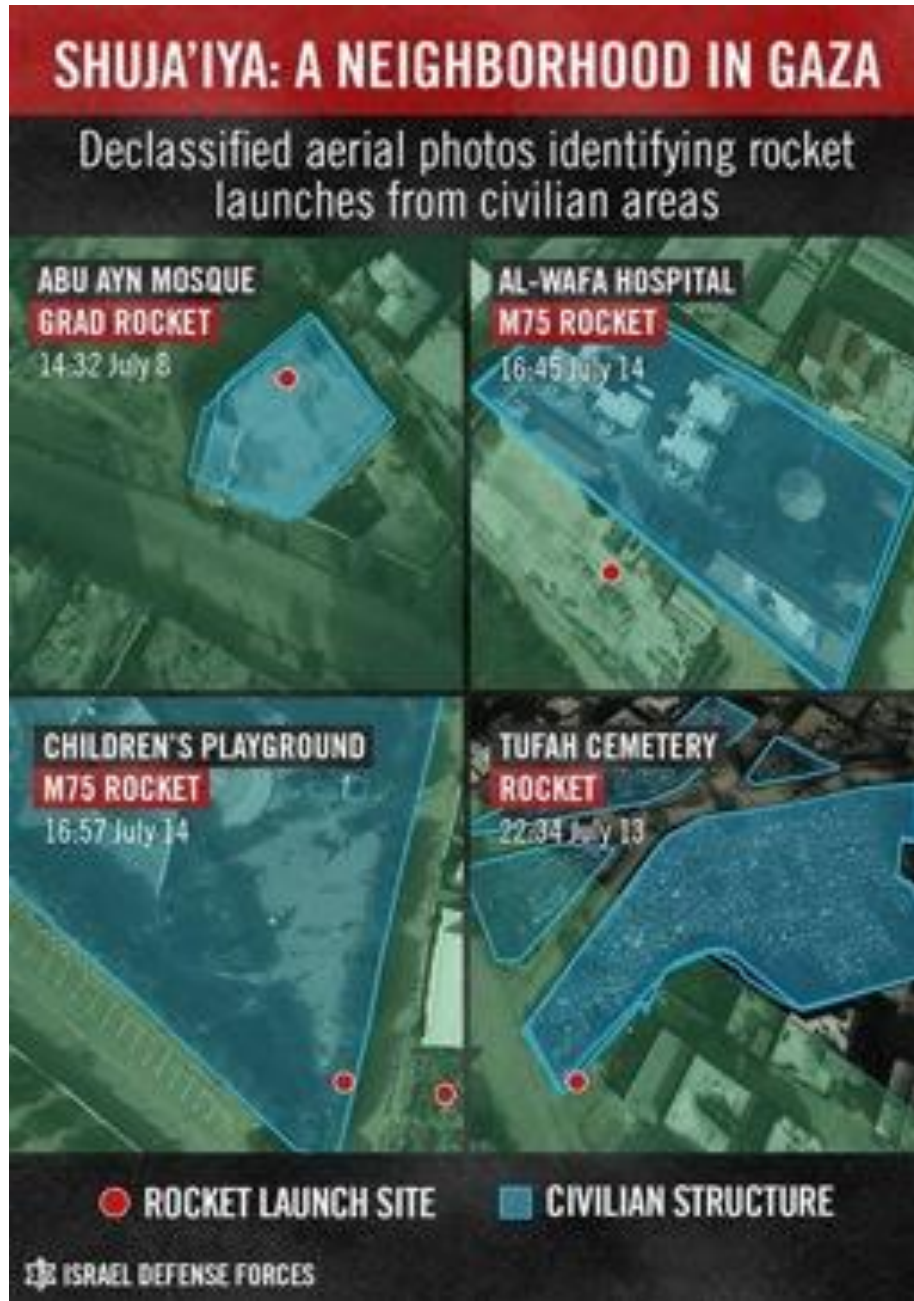 SHUJA'IYA: A NEIGHBORHOOD IN GAZA
Declassified aerial photos identifying rocket
launches from civilian areas
ABU AYN MOSQUE
GRAD ROCKET
14:32 July 8
AL-WAFA HOSPITAL
M75 ROCKET
16:45 July 14
CHILDREN'S PLAYGROUND
M75 ROCKET
16:57 July 14
TUFAH CEMETERY
ROCKET
22:34 July 13
ROCKET LAUNCH SITE
CIVILIAN STRUCTURE
ISRAEL DEFENSE FORCES